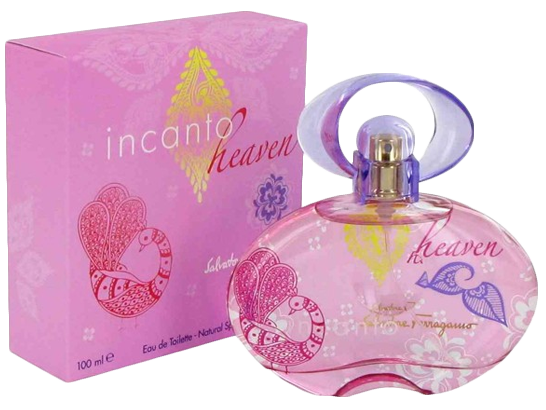 incanto
heaven
Salvato
Eau de Toilette - Natural Sp
100 ml e
heaven
Salvatore Ferragamo